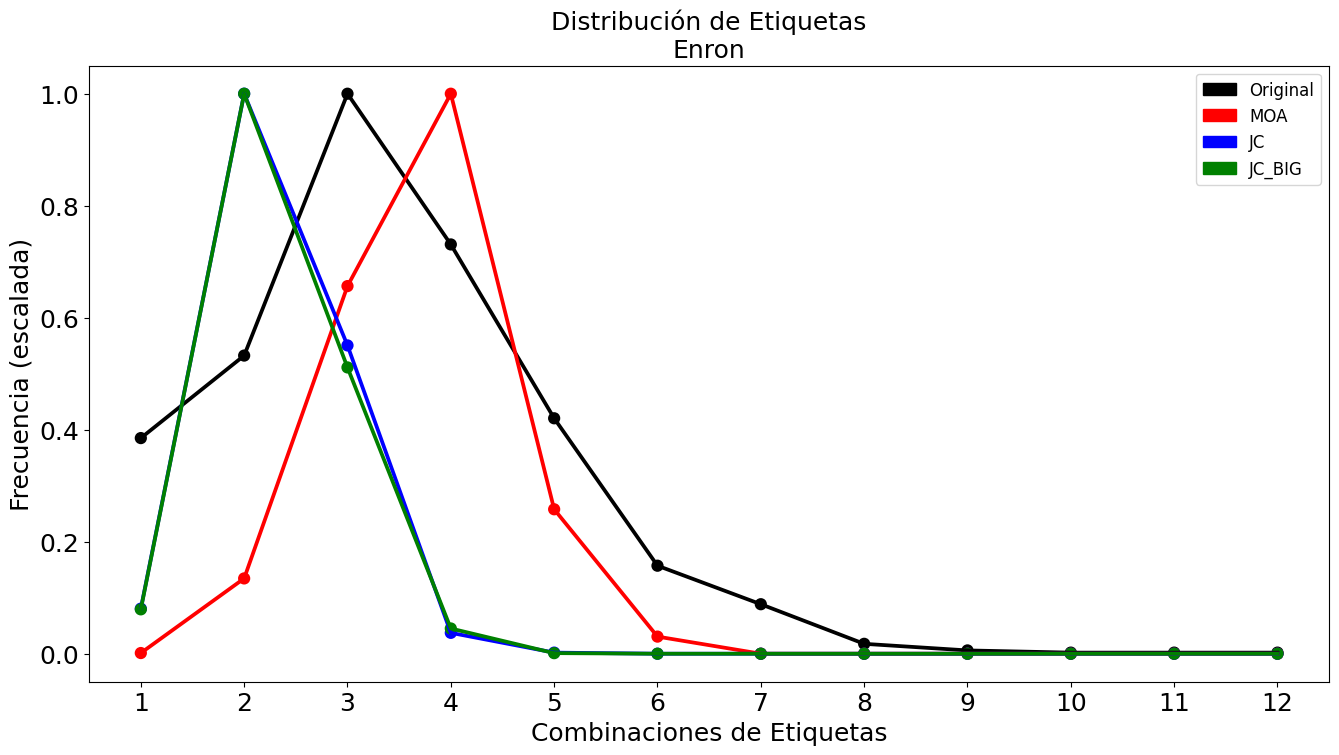 Distribución de Etiquetas
Enron
Original
MOA
JC
JC_BIG
Frecuencia (escalada)
1.0
0.8
0.6
0.4
0.2
0.0
1 2 3 4 5 6 7 8 9 10 11 12
Combinaciones de Etiquetas